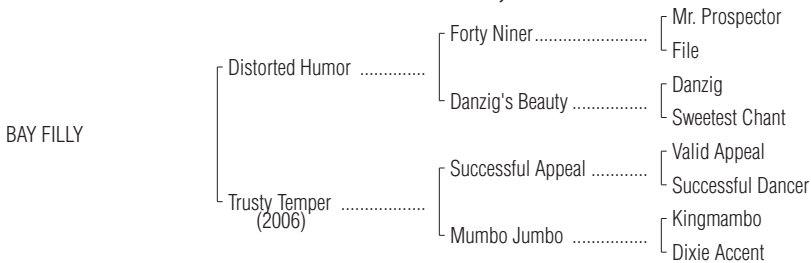 Mr. Prospector
Forty Niner........................
File
Distorted Humor ..............
Danzig
Danzig's Beauty ................
Sweetest Chant
BAY FILLY
Valid Appeal
Successful Appeal ............
Successful Dancer
Trusty Temper ..................
(2006)
Kingmambo
Mumbo Jumbo ................
Dixie Accent